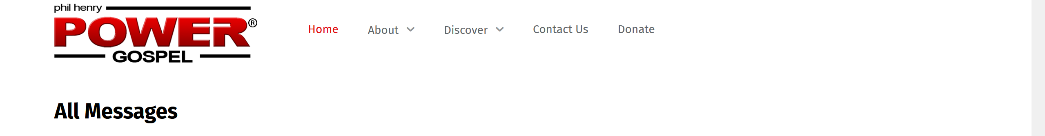 phil henry
POWER®
GOSPEL
Home About Discover Contact Us Donate
All Messages